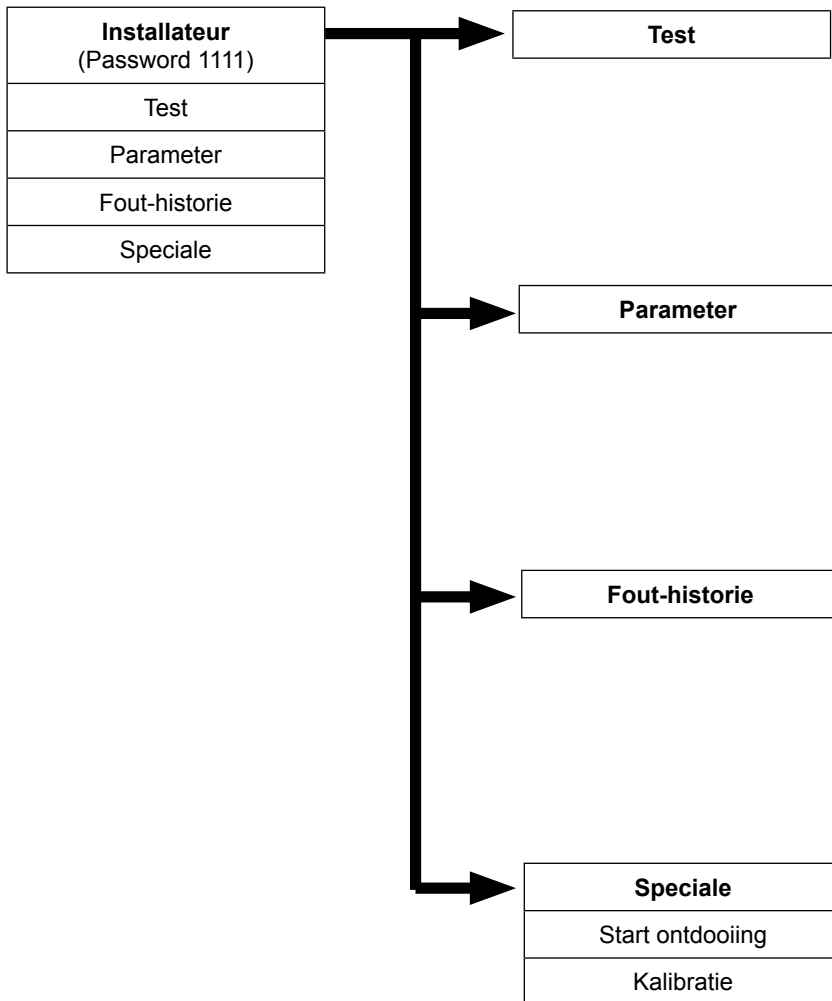 Installateur
(Password 1111)
Test
Parameter
Fout-historie
Speciale
Test
Parameter
Fout-historie
Speciale
Start ontdooiing
Kalibratie